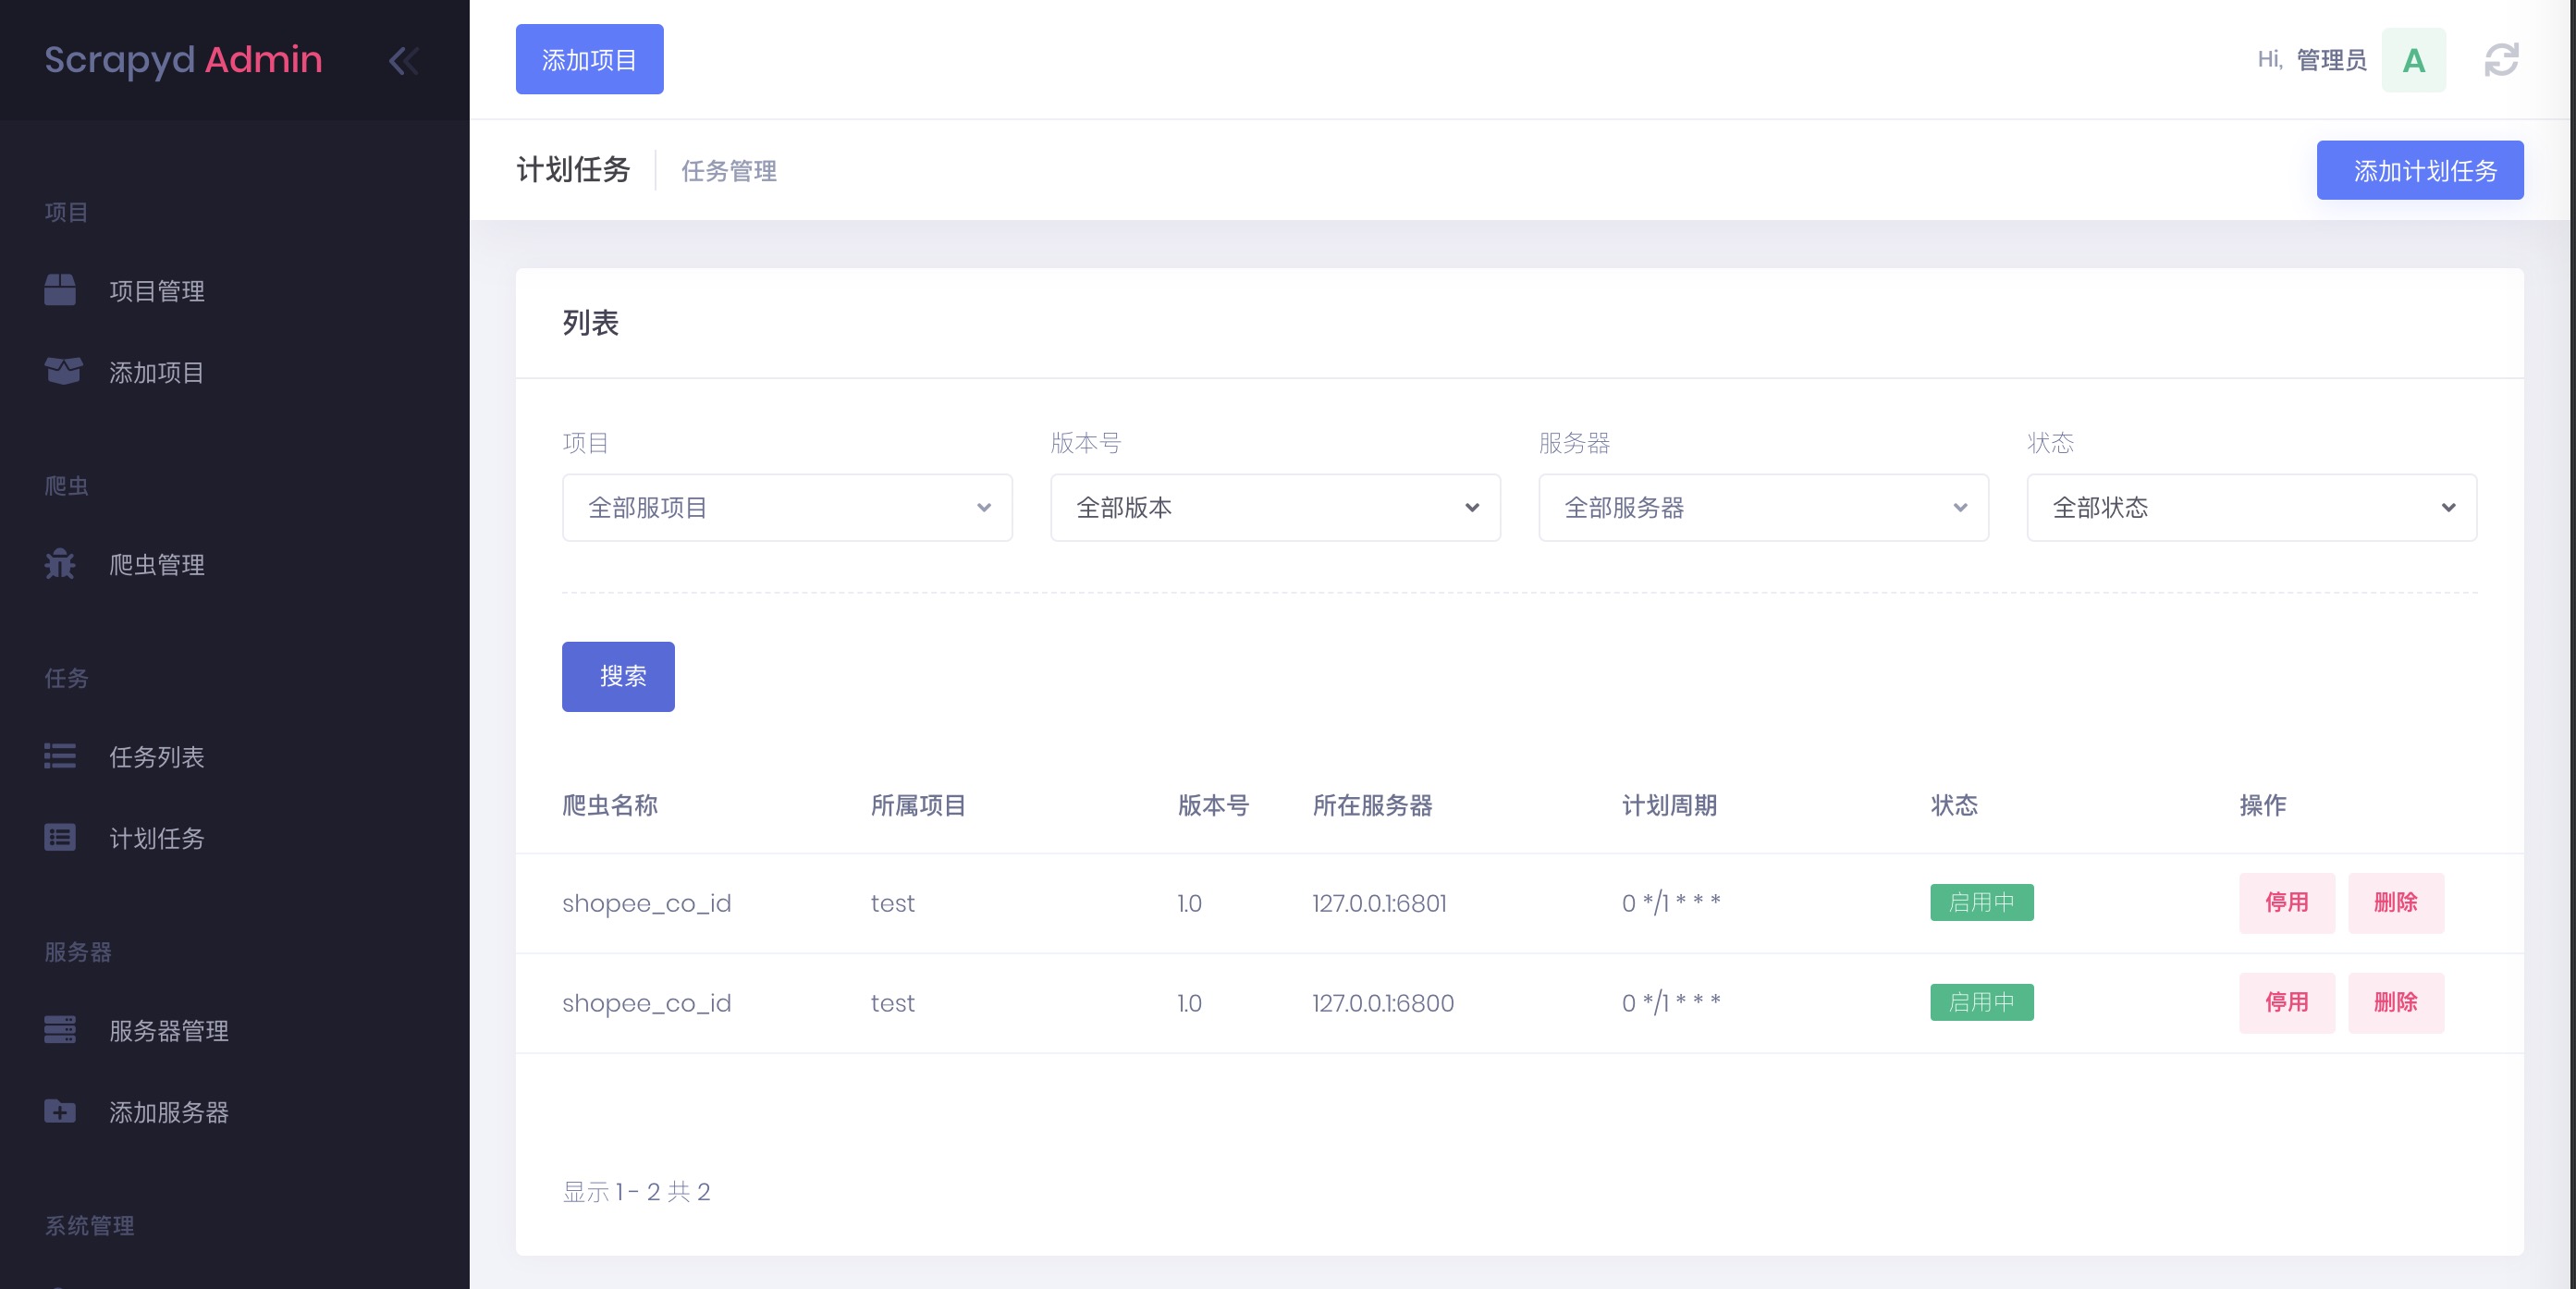 Scrapyd Admin
项目
项目管理
添加项目
爬虫
爬虫管理
任务
任务列表
计划任务
服务器
服务器管理
添加服务器
系统管理
添加项目
Hi, 管理员 A
计划任务 任务管理
添加计划任务
列表
项目 版本号 服务器 状态
全部服项目 全部版本 全部服务器 全部状态
搜索
爬虫名称 所属项目 版本号 所在服务器 计划周期 状态 操作
shopee_co_id test 1.0 127.0.0.1:6801 0 */1 * * * 启用中 停用 删除
shopee_co_id test 1.0 127.0.0.1:6800 0 */1 * * * 启用中 停用 删除
显示 1 - 2 共 2